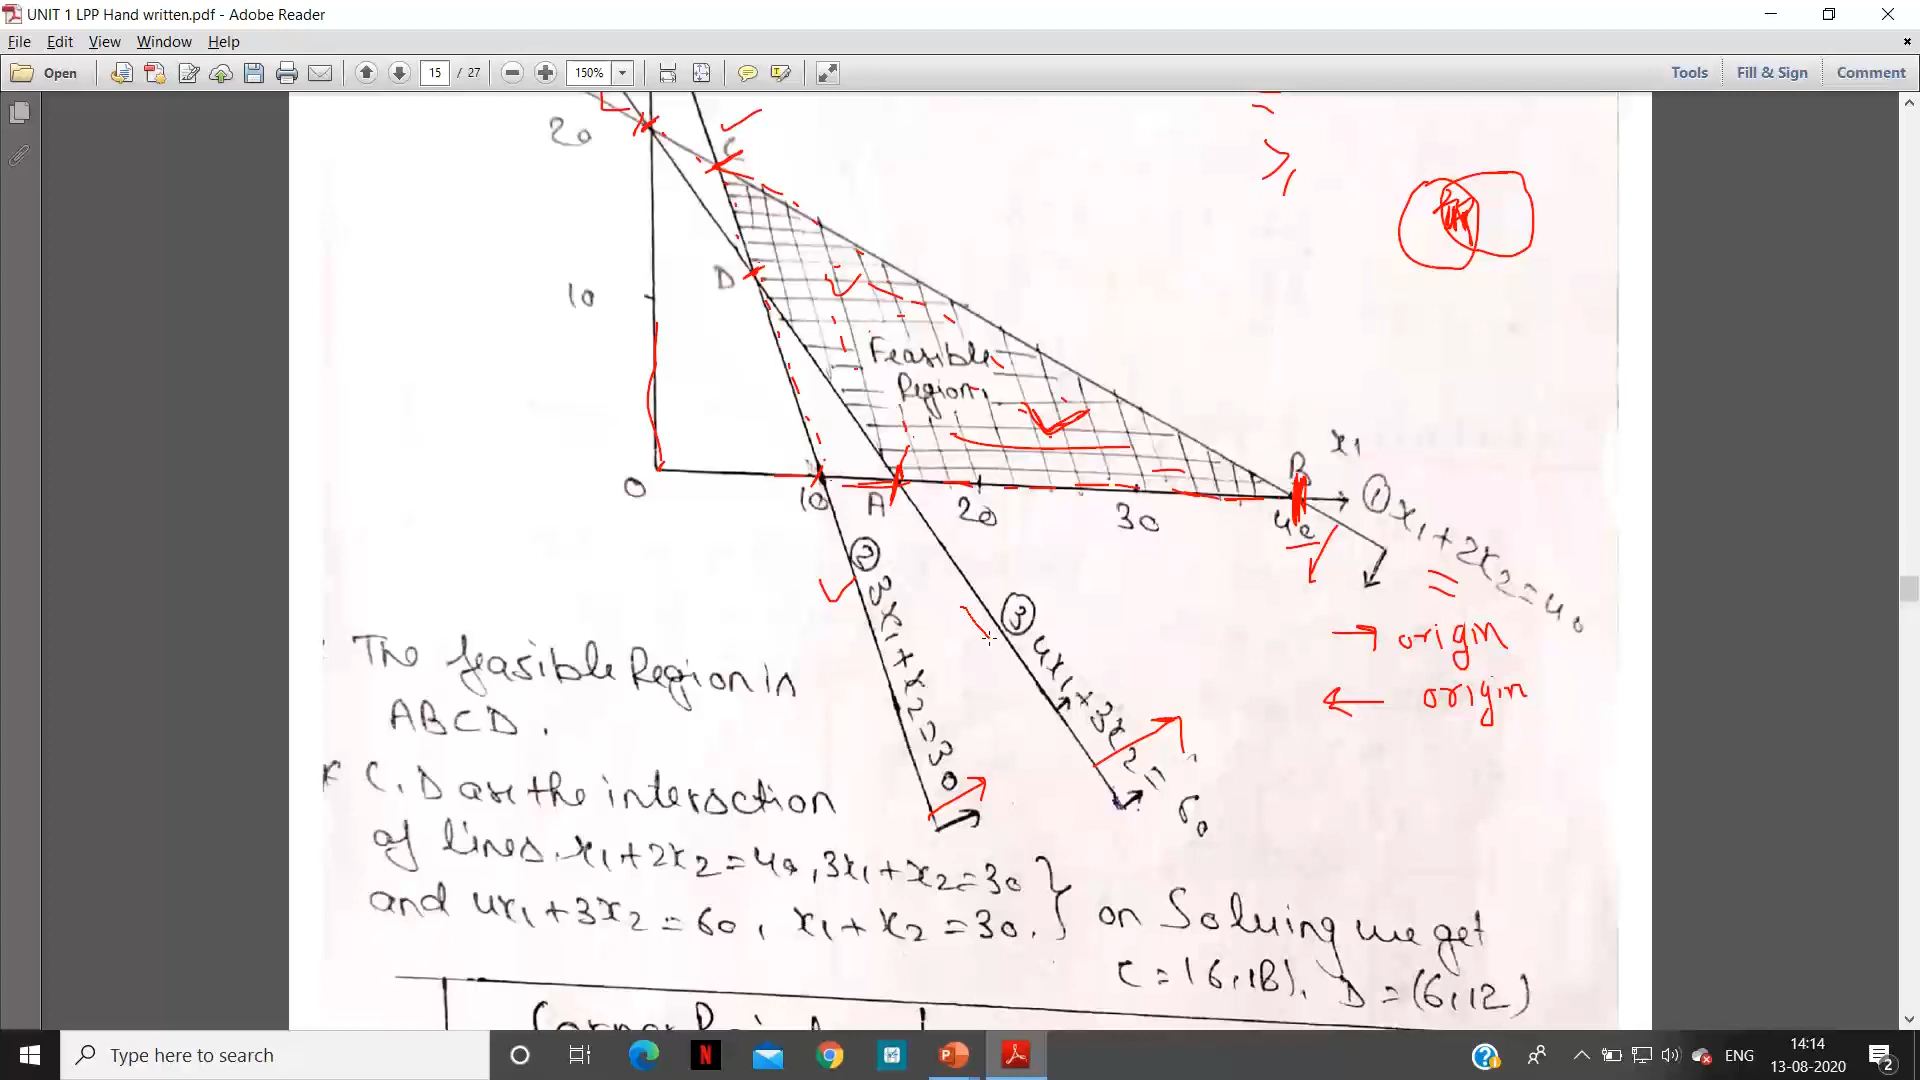 UNIT 1 LPP Hand written.pdf - Adobe Reader
File Edit View Window Help
Open 15 / 27 150% Tools Fill & Sign Comment
20
C
D
10
Feasible
Region
x1
B
0 10 A 20 30 40
① x1+2x2=40
② 3x1+x2=30
③ 4x1+3x2=60
→ origin
← origin
The feasible Region is
ABCD.
C, D are the intersction
of lines x1+2x2=40, 3x1+x2=30 }
and 4x1+3x2=60, x1+x2=30. } on Solving we get
C=(6,18), D=(6,12)
Type here to search
ENG
14:14
13-08-2020
2